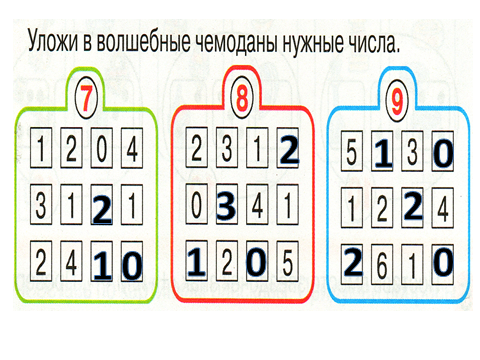 Уложи в волшебные чемоданы нужные числа.
7 8 9
1 2 0 4 2 3 1 2 5 1 3 0
3 1 2 1 0 3 4 1 1 2 2 4
2 4 1 0 1 2 0 5 2 6 1 0